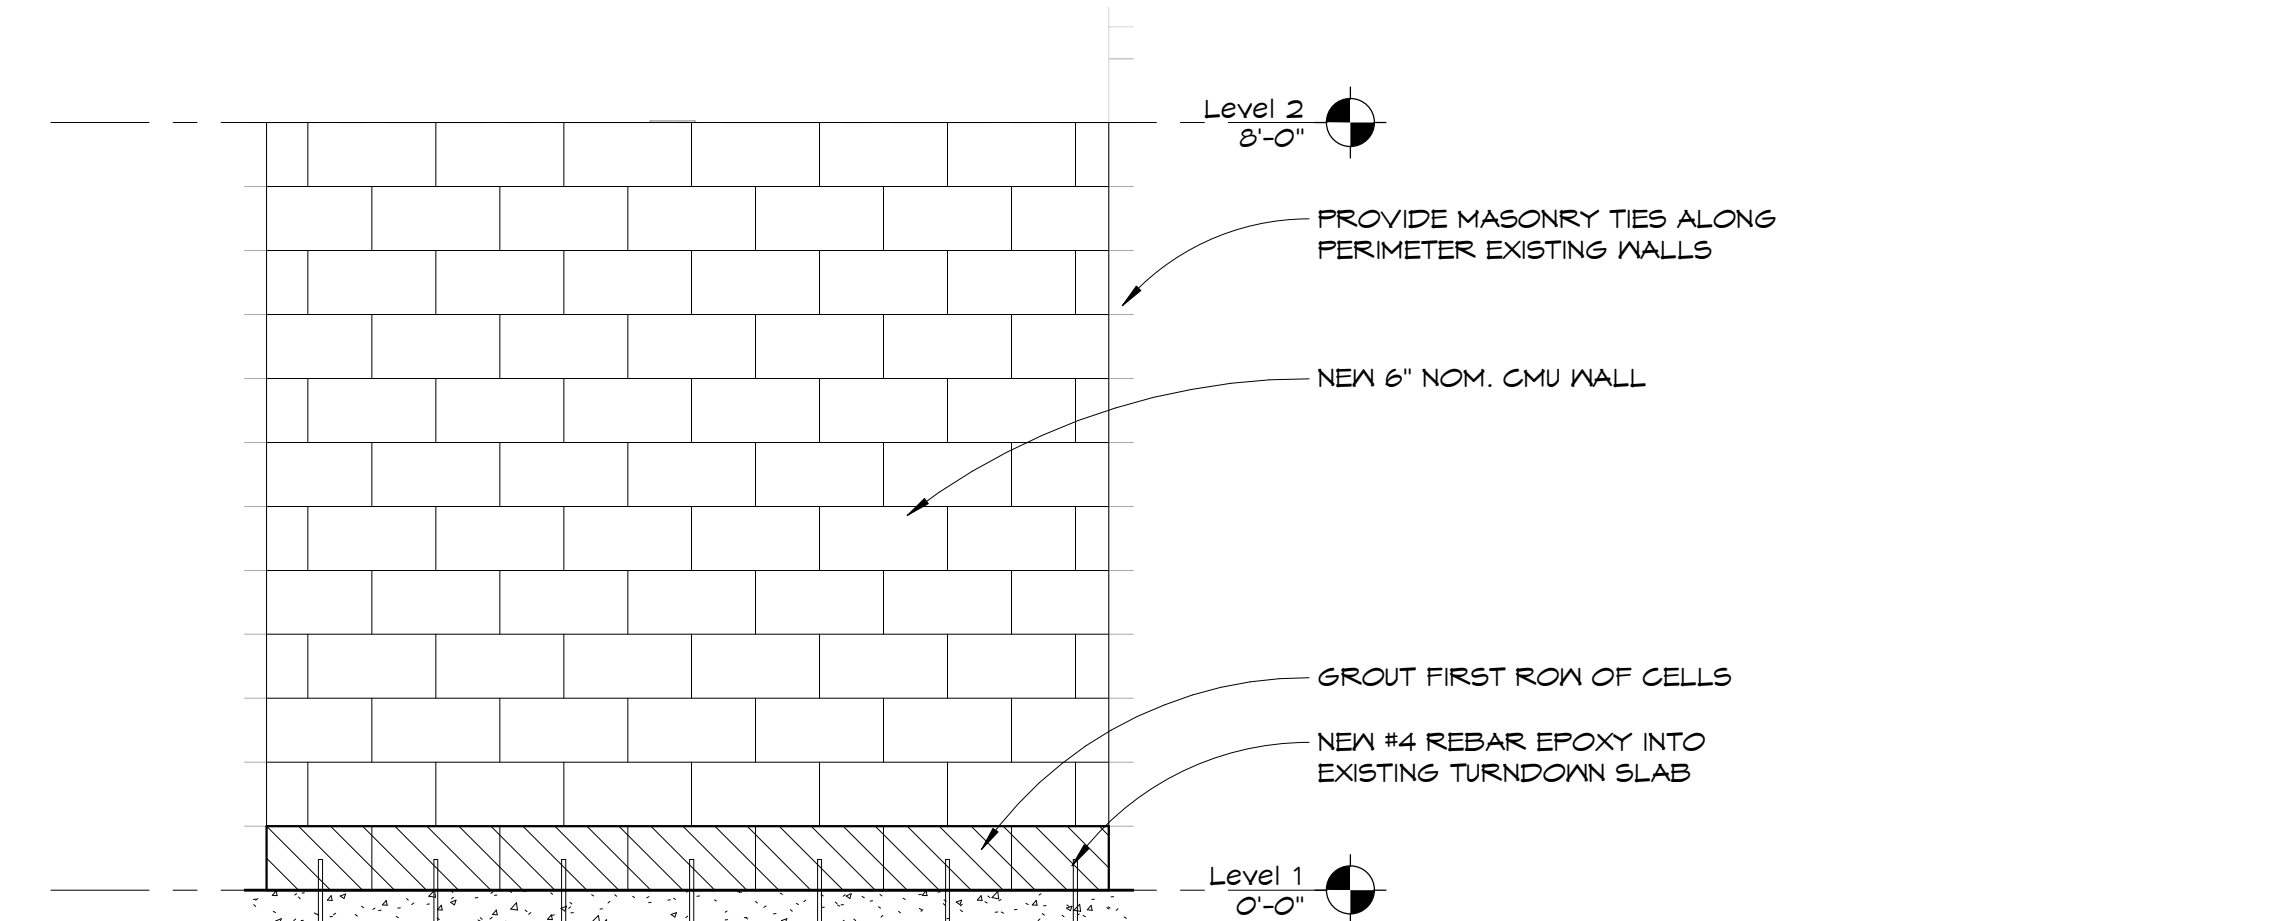 Level 2
8'-0"
PROVIDE MASONRY TIES ALONG
PERIMETER EXISTING WALLS
NEW 6" NOM. CMU WALL
GROUT FIRST ROW OF CELLS
NEW #4 REBAR EPOXY INTO
EXISTING TURNDOWN SLAB
Level 1
0'-0"